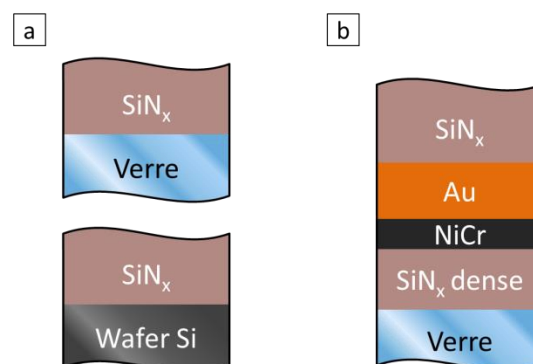 a
SiNₓ
Verre
SiNₓ
Wafer Si
b
SiNₓ
Au
NiCr
SiNₓ dense
Verre